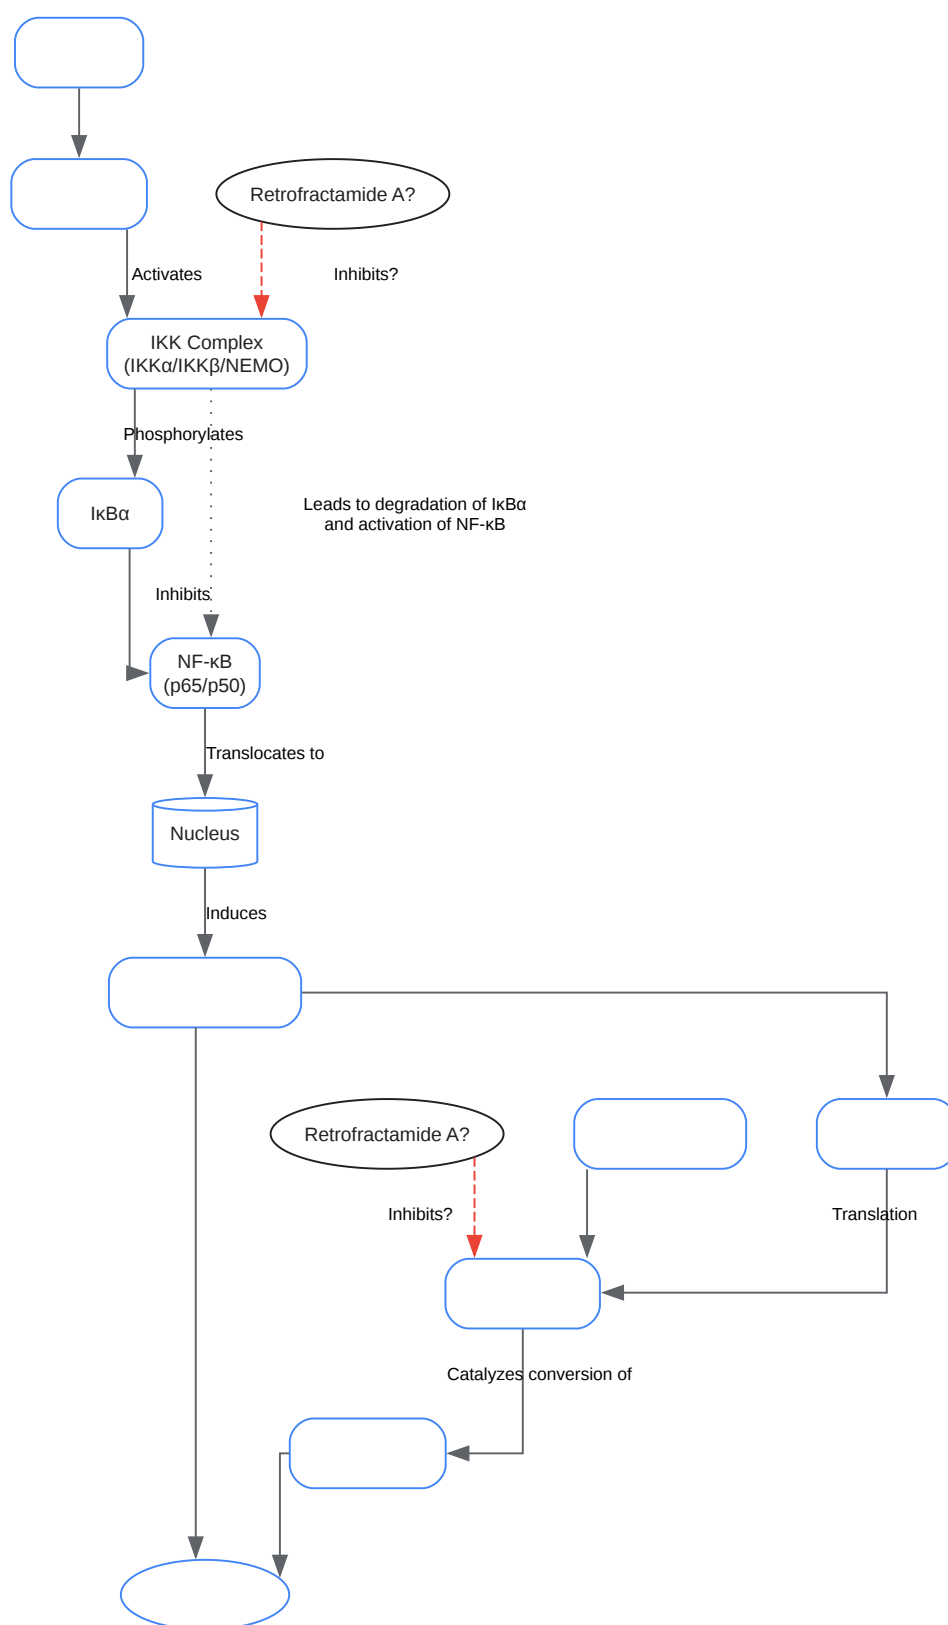 Retrofractamide A?
Activates
Inhibits?
IKK Complex
(IKKα/IKKβ/NEMO)
Phosphorylates
IκBα
Leads to degradation of IκBα
and activation of NF-κB
Inhibits
NF-κB
(p65/p50)
Translocates to
Nucleus
Induces
Retrofractamide A?
Inhibits?
Translation
Catalyzes conversion of